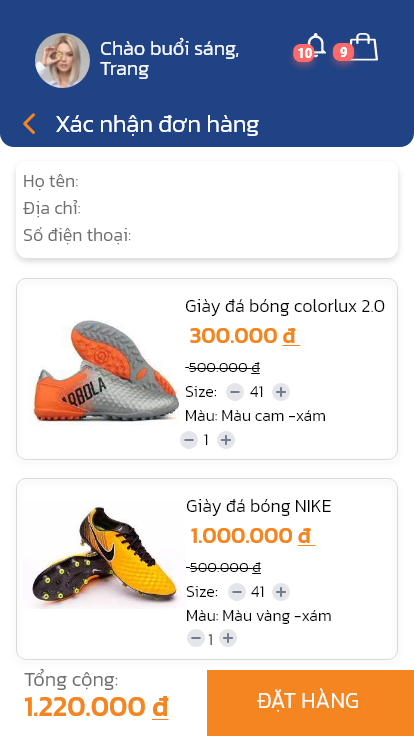 Chào buổi sáng,
Trang
10
9
Xác nhận đơn hàng
Họ tên:
Địa chỉ:
Số điện thoại:
AQBOLA
Giày đá bóng colorlux 2.0
300.000 đ
500.000 đ
Size: - 41 +
Màu: Màu cam -xám
- 1 +
Giày đá bóng NIKE
1.000.000 đ
500.000 đ
Size: - 41 +
Màu: Màu vàng -xám
- 1 +
Tổng cộng:
1.220.000 đ
ĐẶT HÀNG